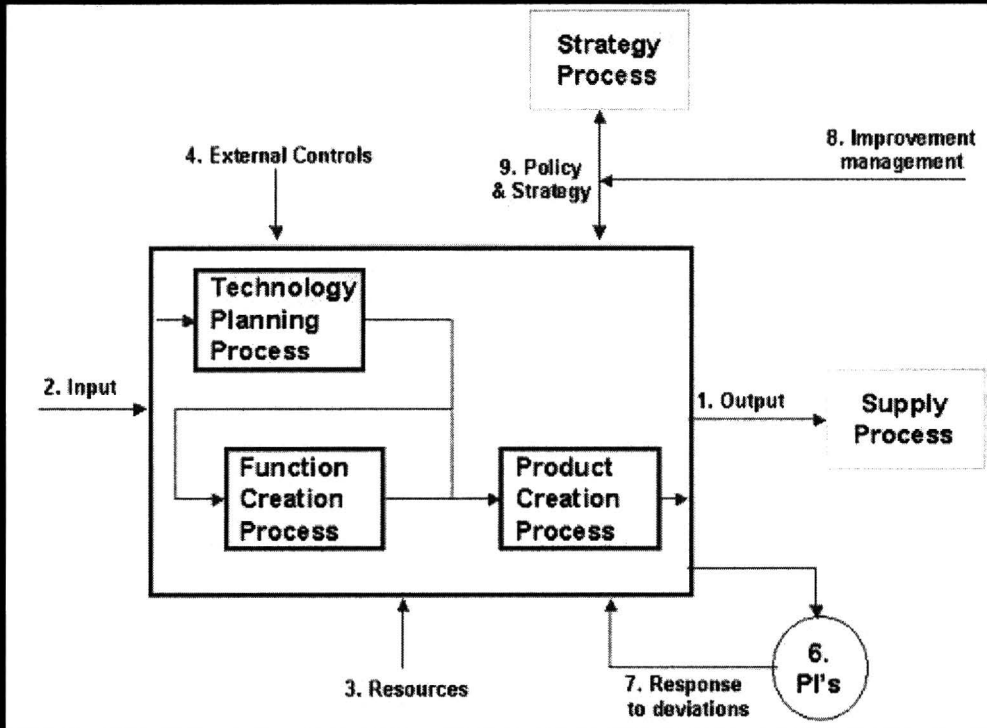 Strategy
Process
4. External Controls
8. Improvement
management
9. Policy
& Strategy
Technology
Planning
Process
2. Input
1. Output
Supply
Process
Function
Creation
Process
Product
Creation
Process
3. Resources
7. Response
to deviations
6.
PI's